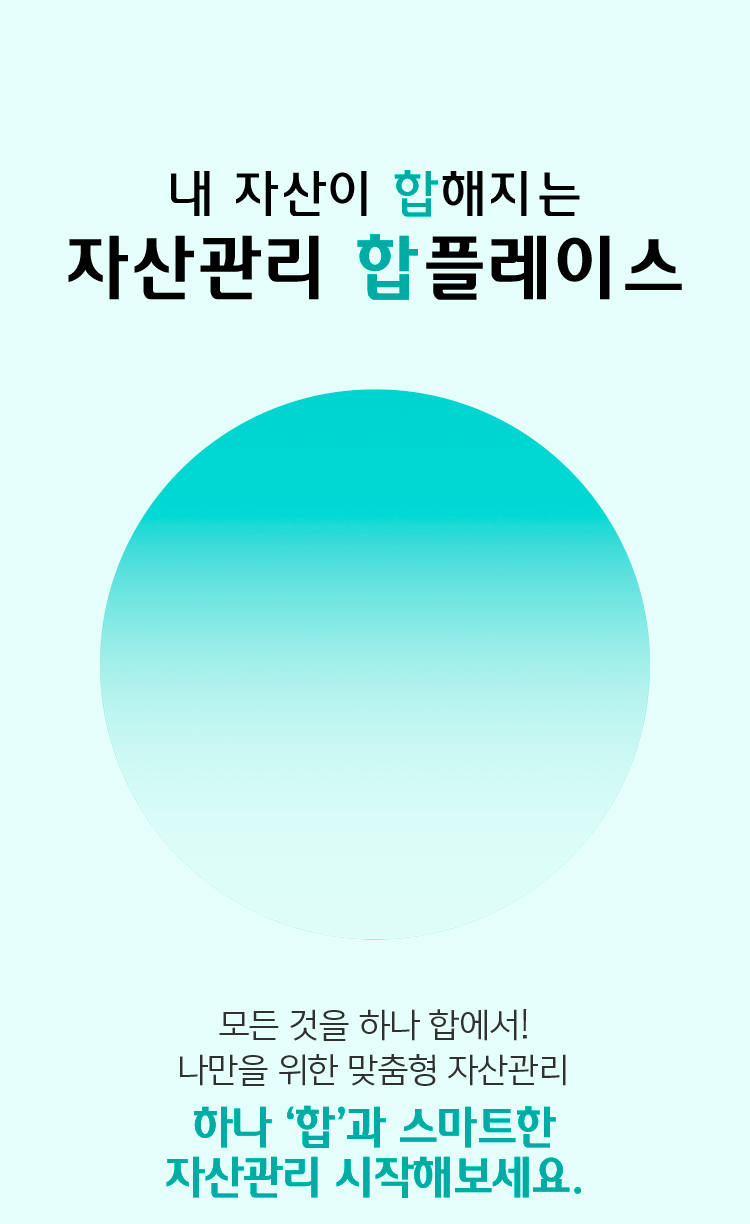 내 자산이 합해지는
자산관리 합플레이스
모든 것을 하나 합에서!
나만을 위한 맞춤형 자산관리
하나 ‘합’과 스마트한
자산관리 시작해보세요.